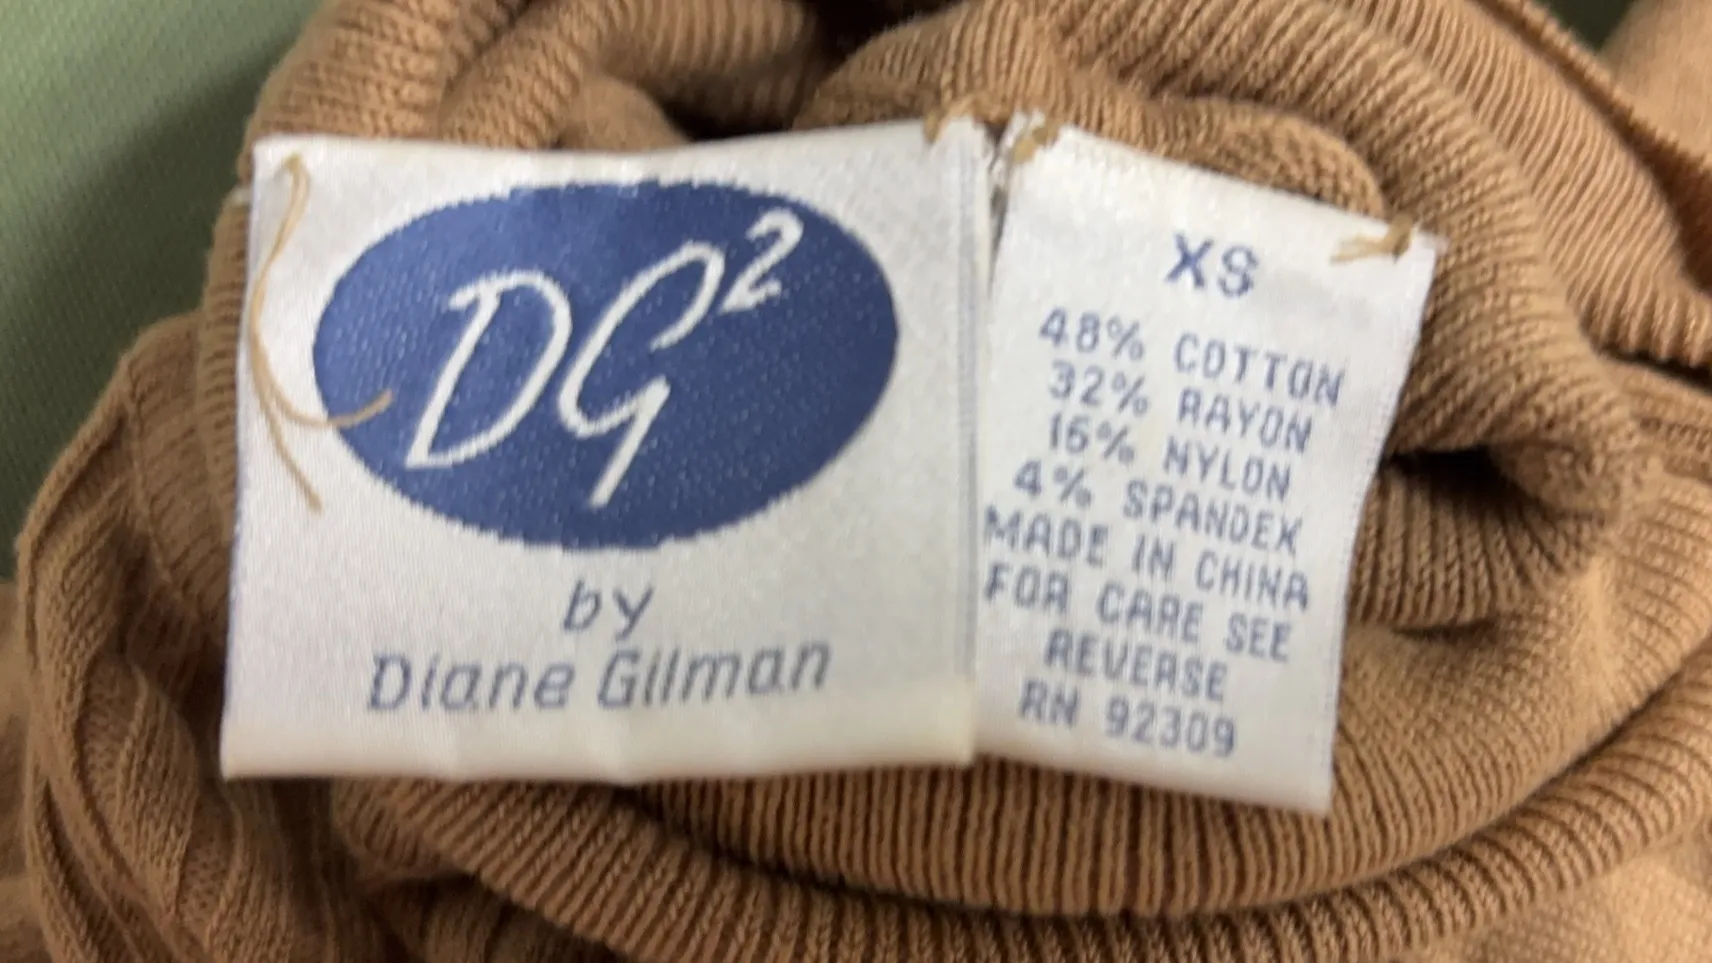 DG²
by
Diane Gilman
XS
48% COTTON
32% RAYON
16% NYLON
4% SPANDEX
MADE IN CHINA
FOR CARE SEE
REVERSE
RN 92309